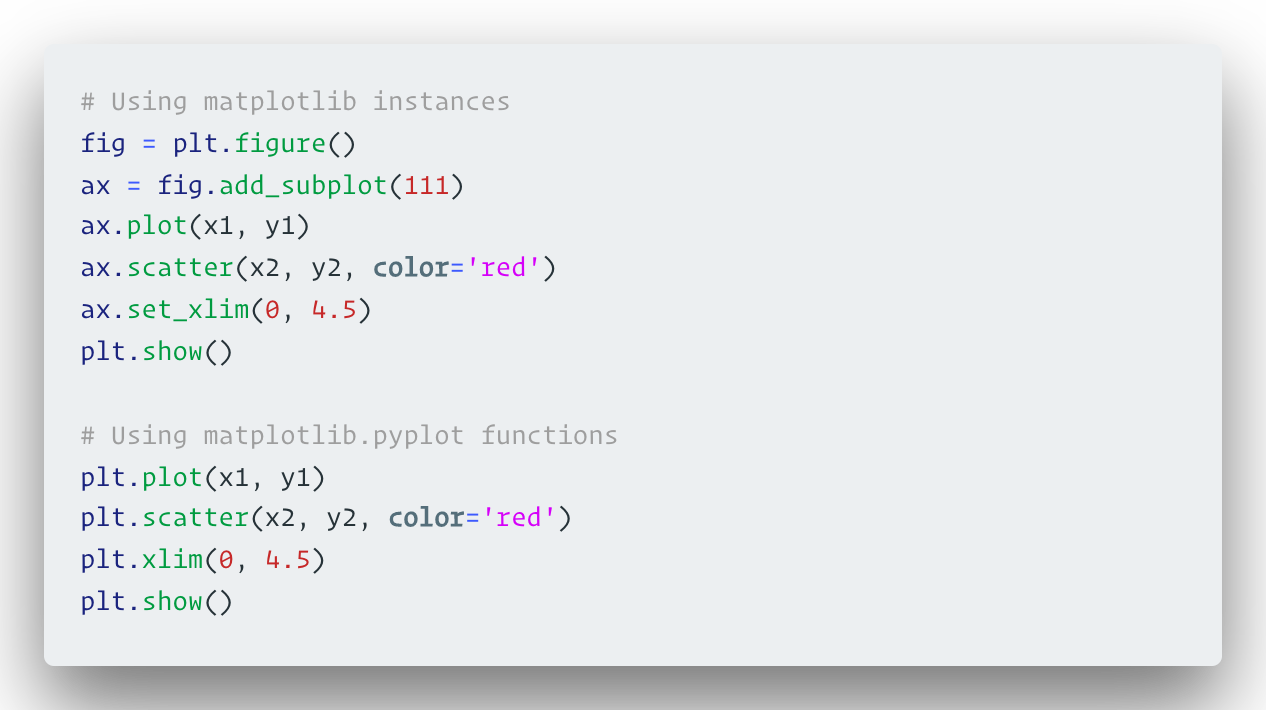 # Using matplotlib instances
fig = plt.figure()
ax = fig.add_subplot(111)
ax.plot(x1, y1)
ax.scatter(x2, y2, color='red')
ax.set_xlim(0, 4.5)
plt.show()

# Using matplotlib.pyplot functions
plt.plot(x1, y1)
plt.scatter(x2, y2, color='red')
plt.xlim(0, 4.5)
plt.show()